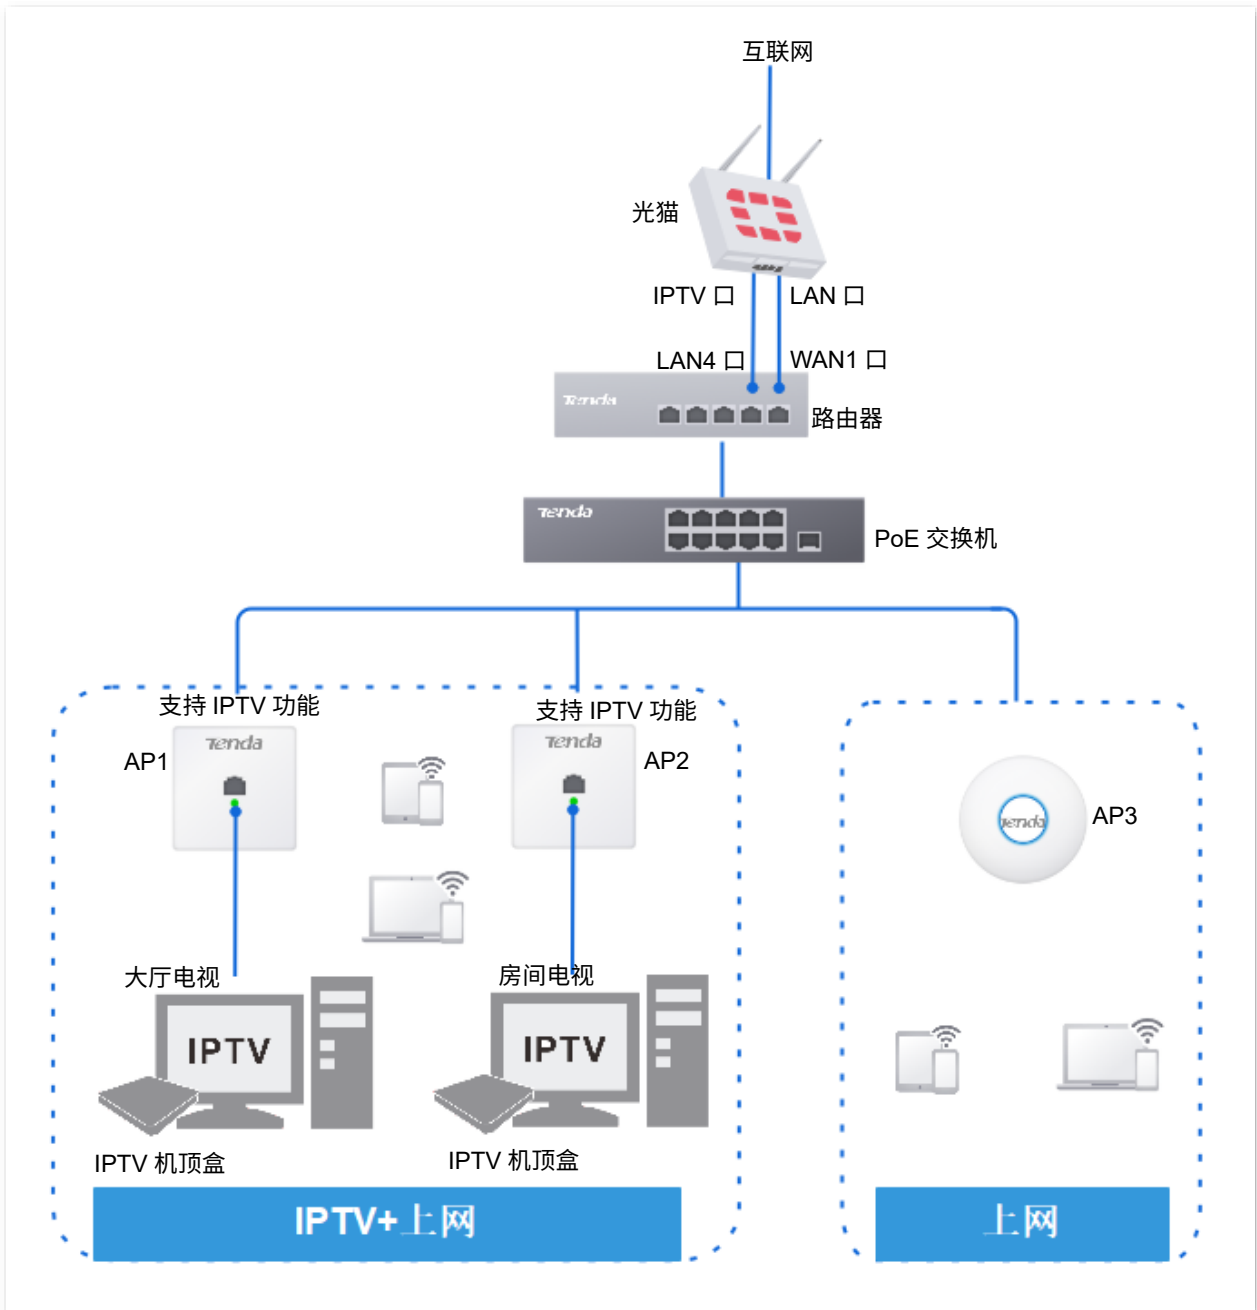 互联网
光猫
IPTV 口
LAN 口
LAN4 口
WAN1 口
Tenda
路由器
Tenda
PoE 交换机
支持 IPTV 功能
支持 IPTV 功能
Tenda
Tenda
AP1
AP2
Tenda
AP3
大厅电视
房间电视
IPTV
IPTV
IPTV 机顶盒
IPTV 机顶盒
IPTV+上网
上网